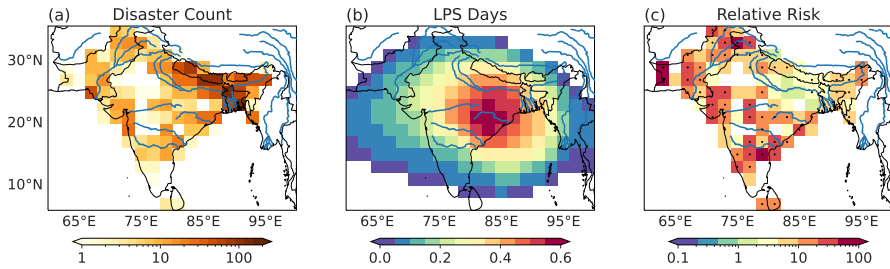 (a) Disaster Count
(b) LPS Days
(c) Relative Risk
30°N
20°N
10°N
65°E 75°E 85°E 95°E
65°E 75°E 85°E 95°E
65°E 75°E 85°E 95°E
1 10 100
0.0 0.2 0.4 0.6
0.1 1 10 100